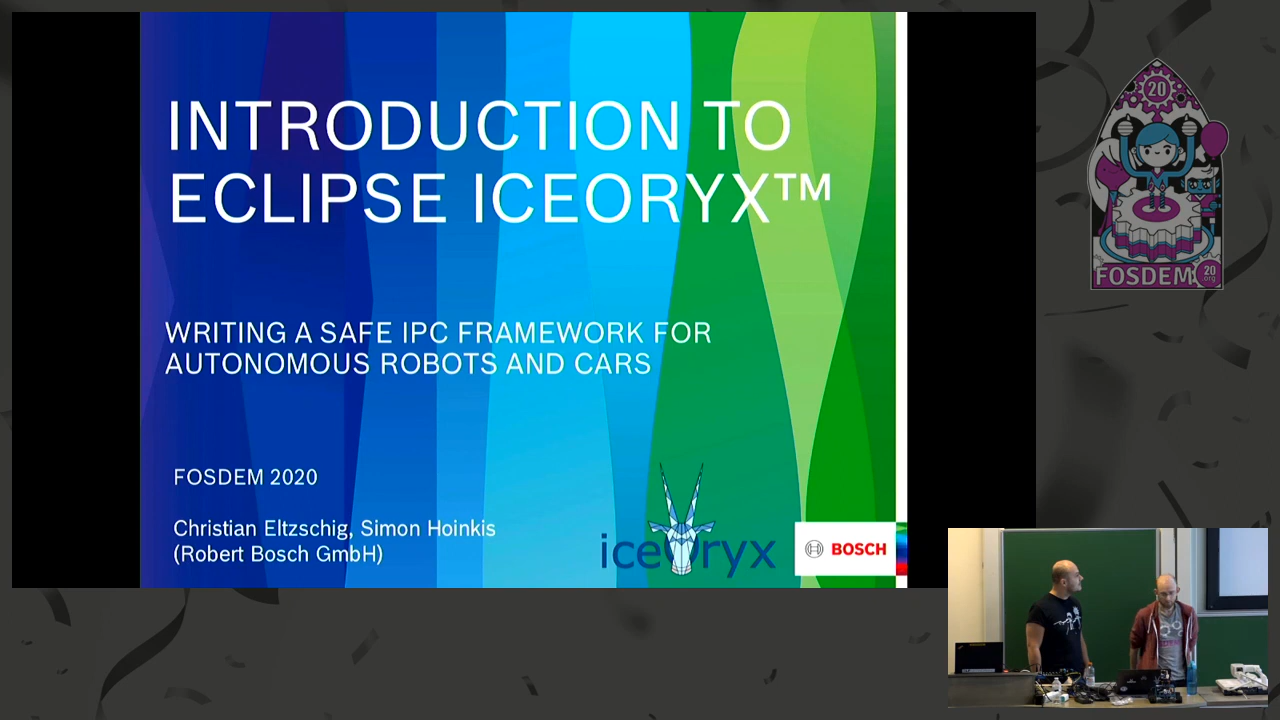 INTRODUCTION TO
ECLIPSE ICEORYX™
WRITING A SAFE IPC FRAMEWORK FOR
AUTONOMOUS ROBOTS AND CARS
FOSDEM 2020
Christian Eltzschig, Simon Hoinkis
(Robert Bosch GmbH)
iceoryx
BOSCH
20
FOSDEM
20
.org